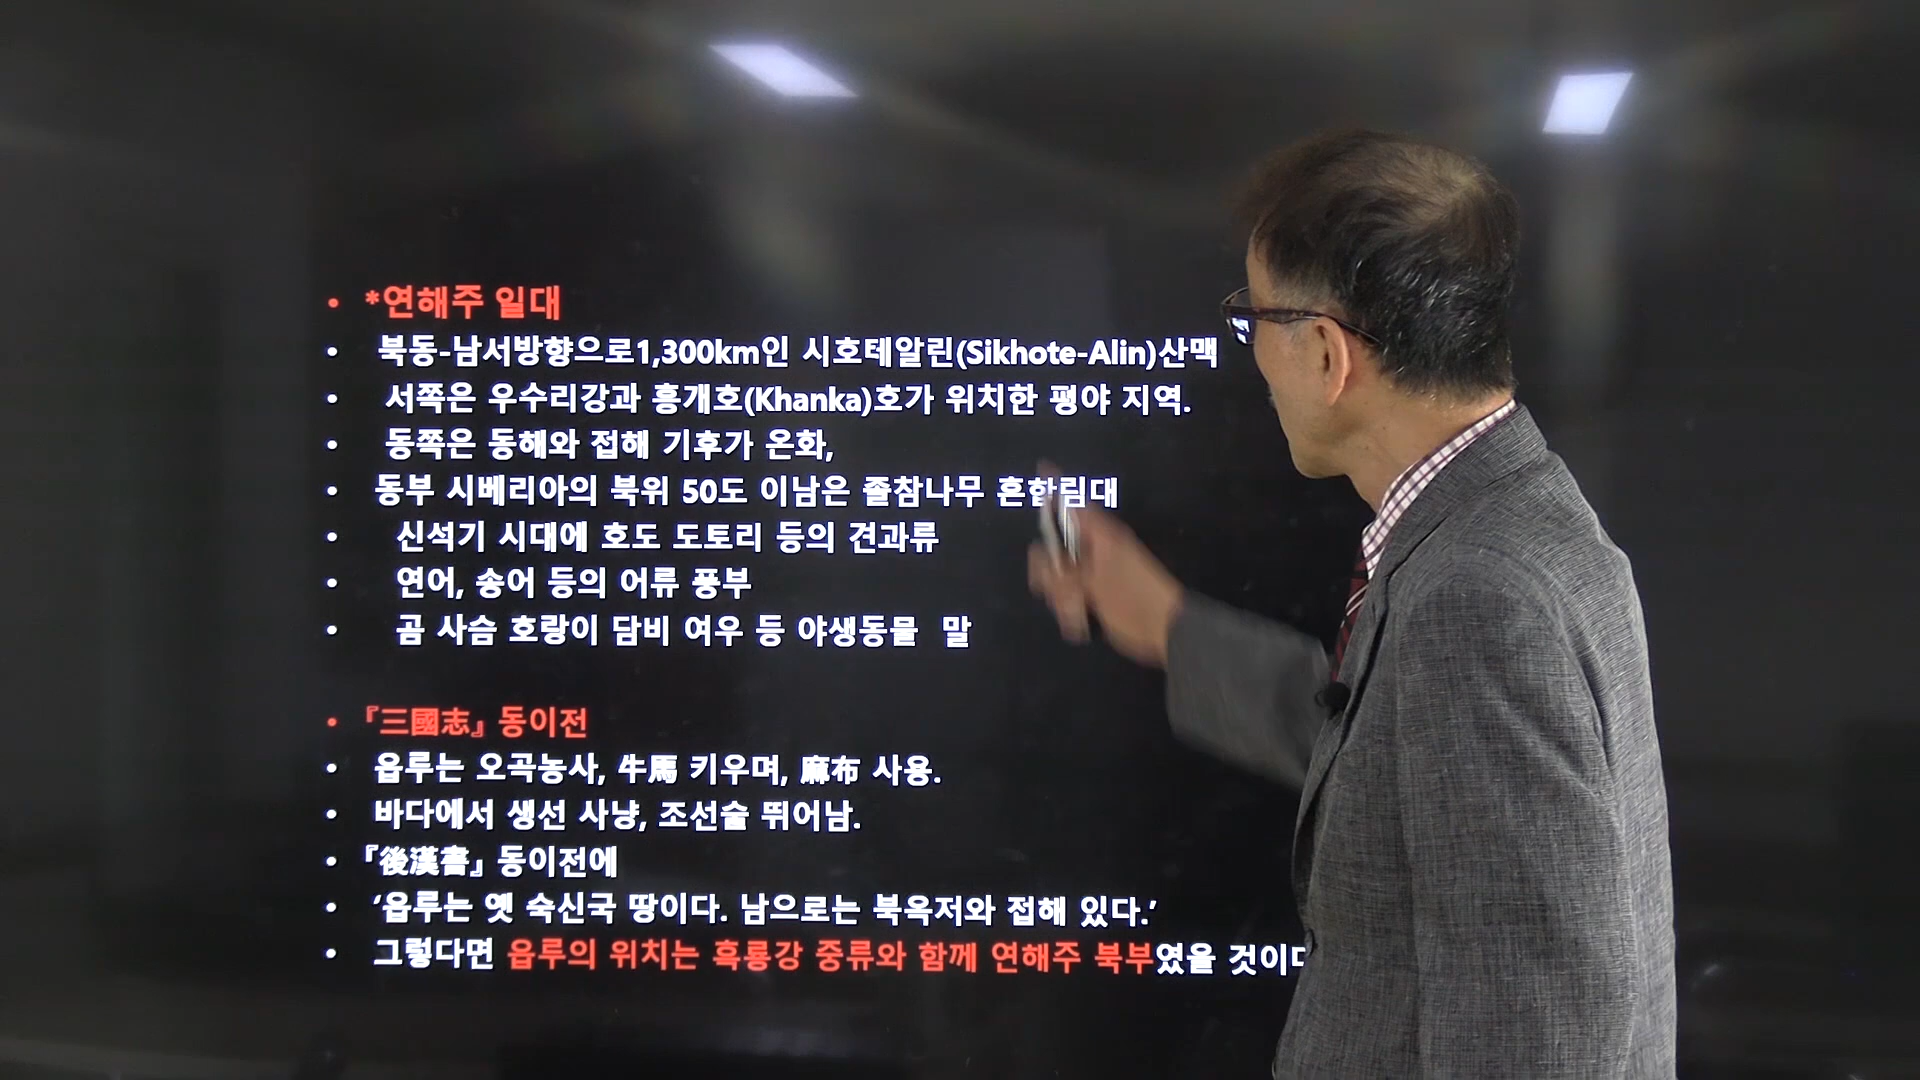 • *연해주 일대
• 북동-남서방향으로1,300km인 시호테알린(Sikhote-Alin)산맥
• 서쪽은 우수리강과 흥개호(Khanka)호가 위치한 평야 지역.
• 동쪽은 동해와 접해 기후가 온화,
• 동부 시베리아의 북위 50도 이남은 졸참나무 혼합림대
• 신석기 시대에 호도 도토리 등의 견과류
• 연어, 송어 등의 어류 풍부
• 곰 사슴 호랑이 담비 여우 등 야생동물 말
• 『三國志』 동이전
• 읍루는 오곡농사, 牛馬 키우며, 麻布 사용.
• 바다에서 생선 사냥, 조선술 뛰어남.
• 『後漢書』 동이전에
• ‘읍루는 옛 숙신국 땅이다. 남으로는 북옥저와 접해 있다.’
• 그렇다면 읍루의 위치는 흑룡강 중류와 함께 연해주 북부였을